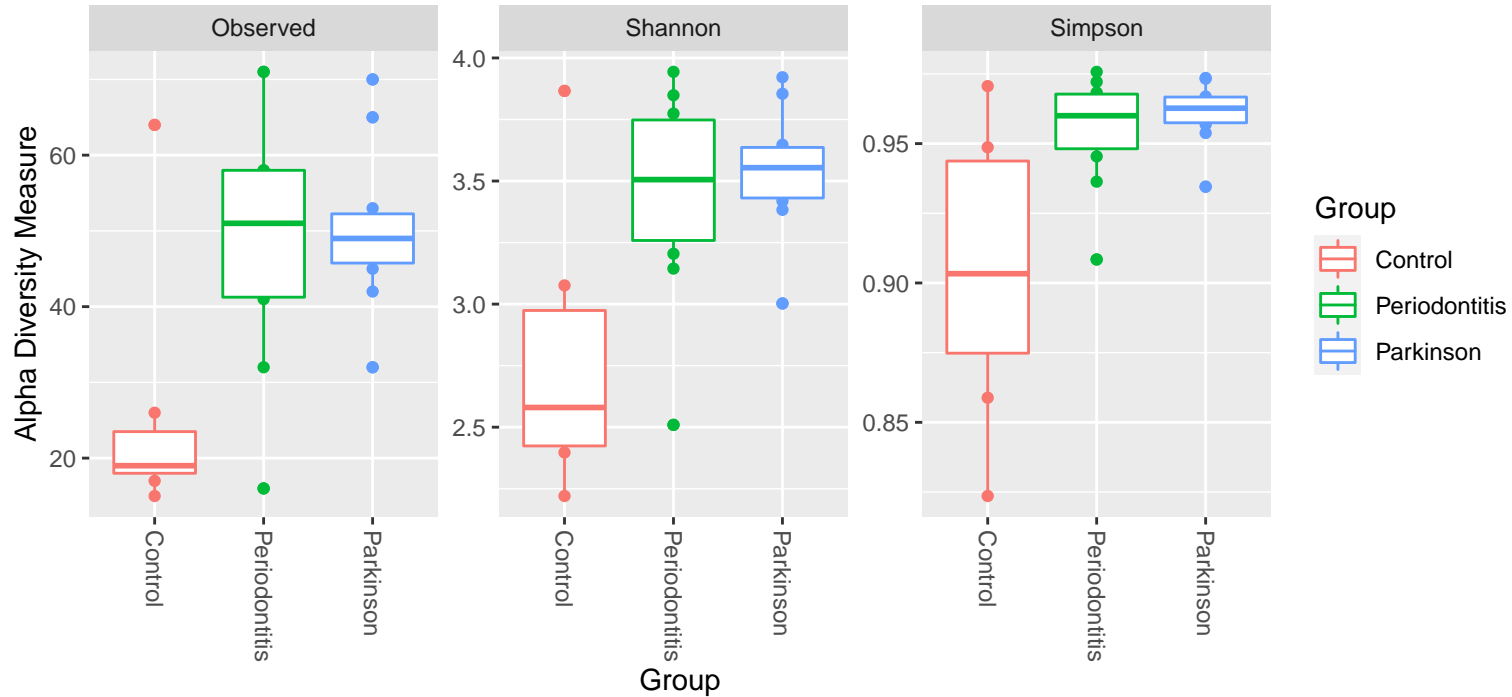 Observed
Shannon
Simpson
Alpha Diversity Measure
60
40
20
4.0
3.5
3.0
2.5
0.95
0.90
0.85
Control
Periodontitis
Parkinson
Control
Periodontitis
Parkinson
Control
Periodontitis
Parkinson
Group
Group
Control
Periodontitis
Parkinson